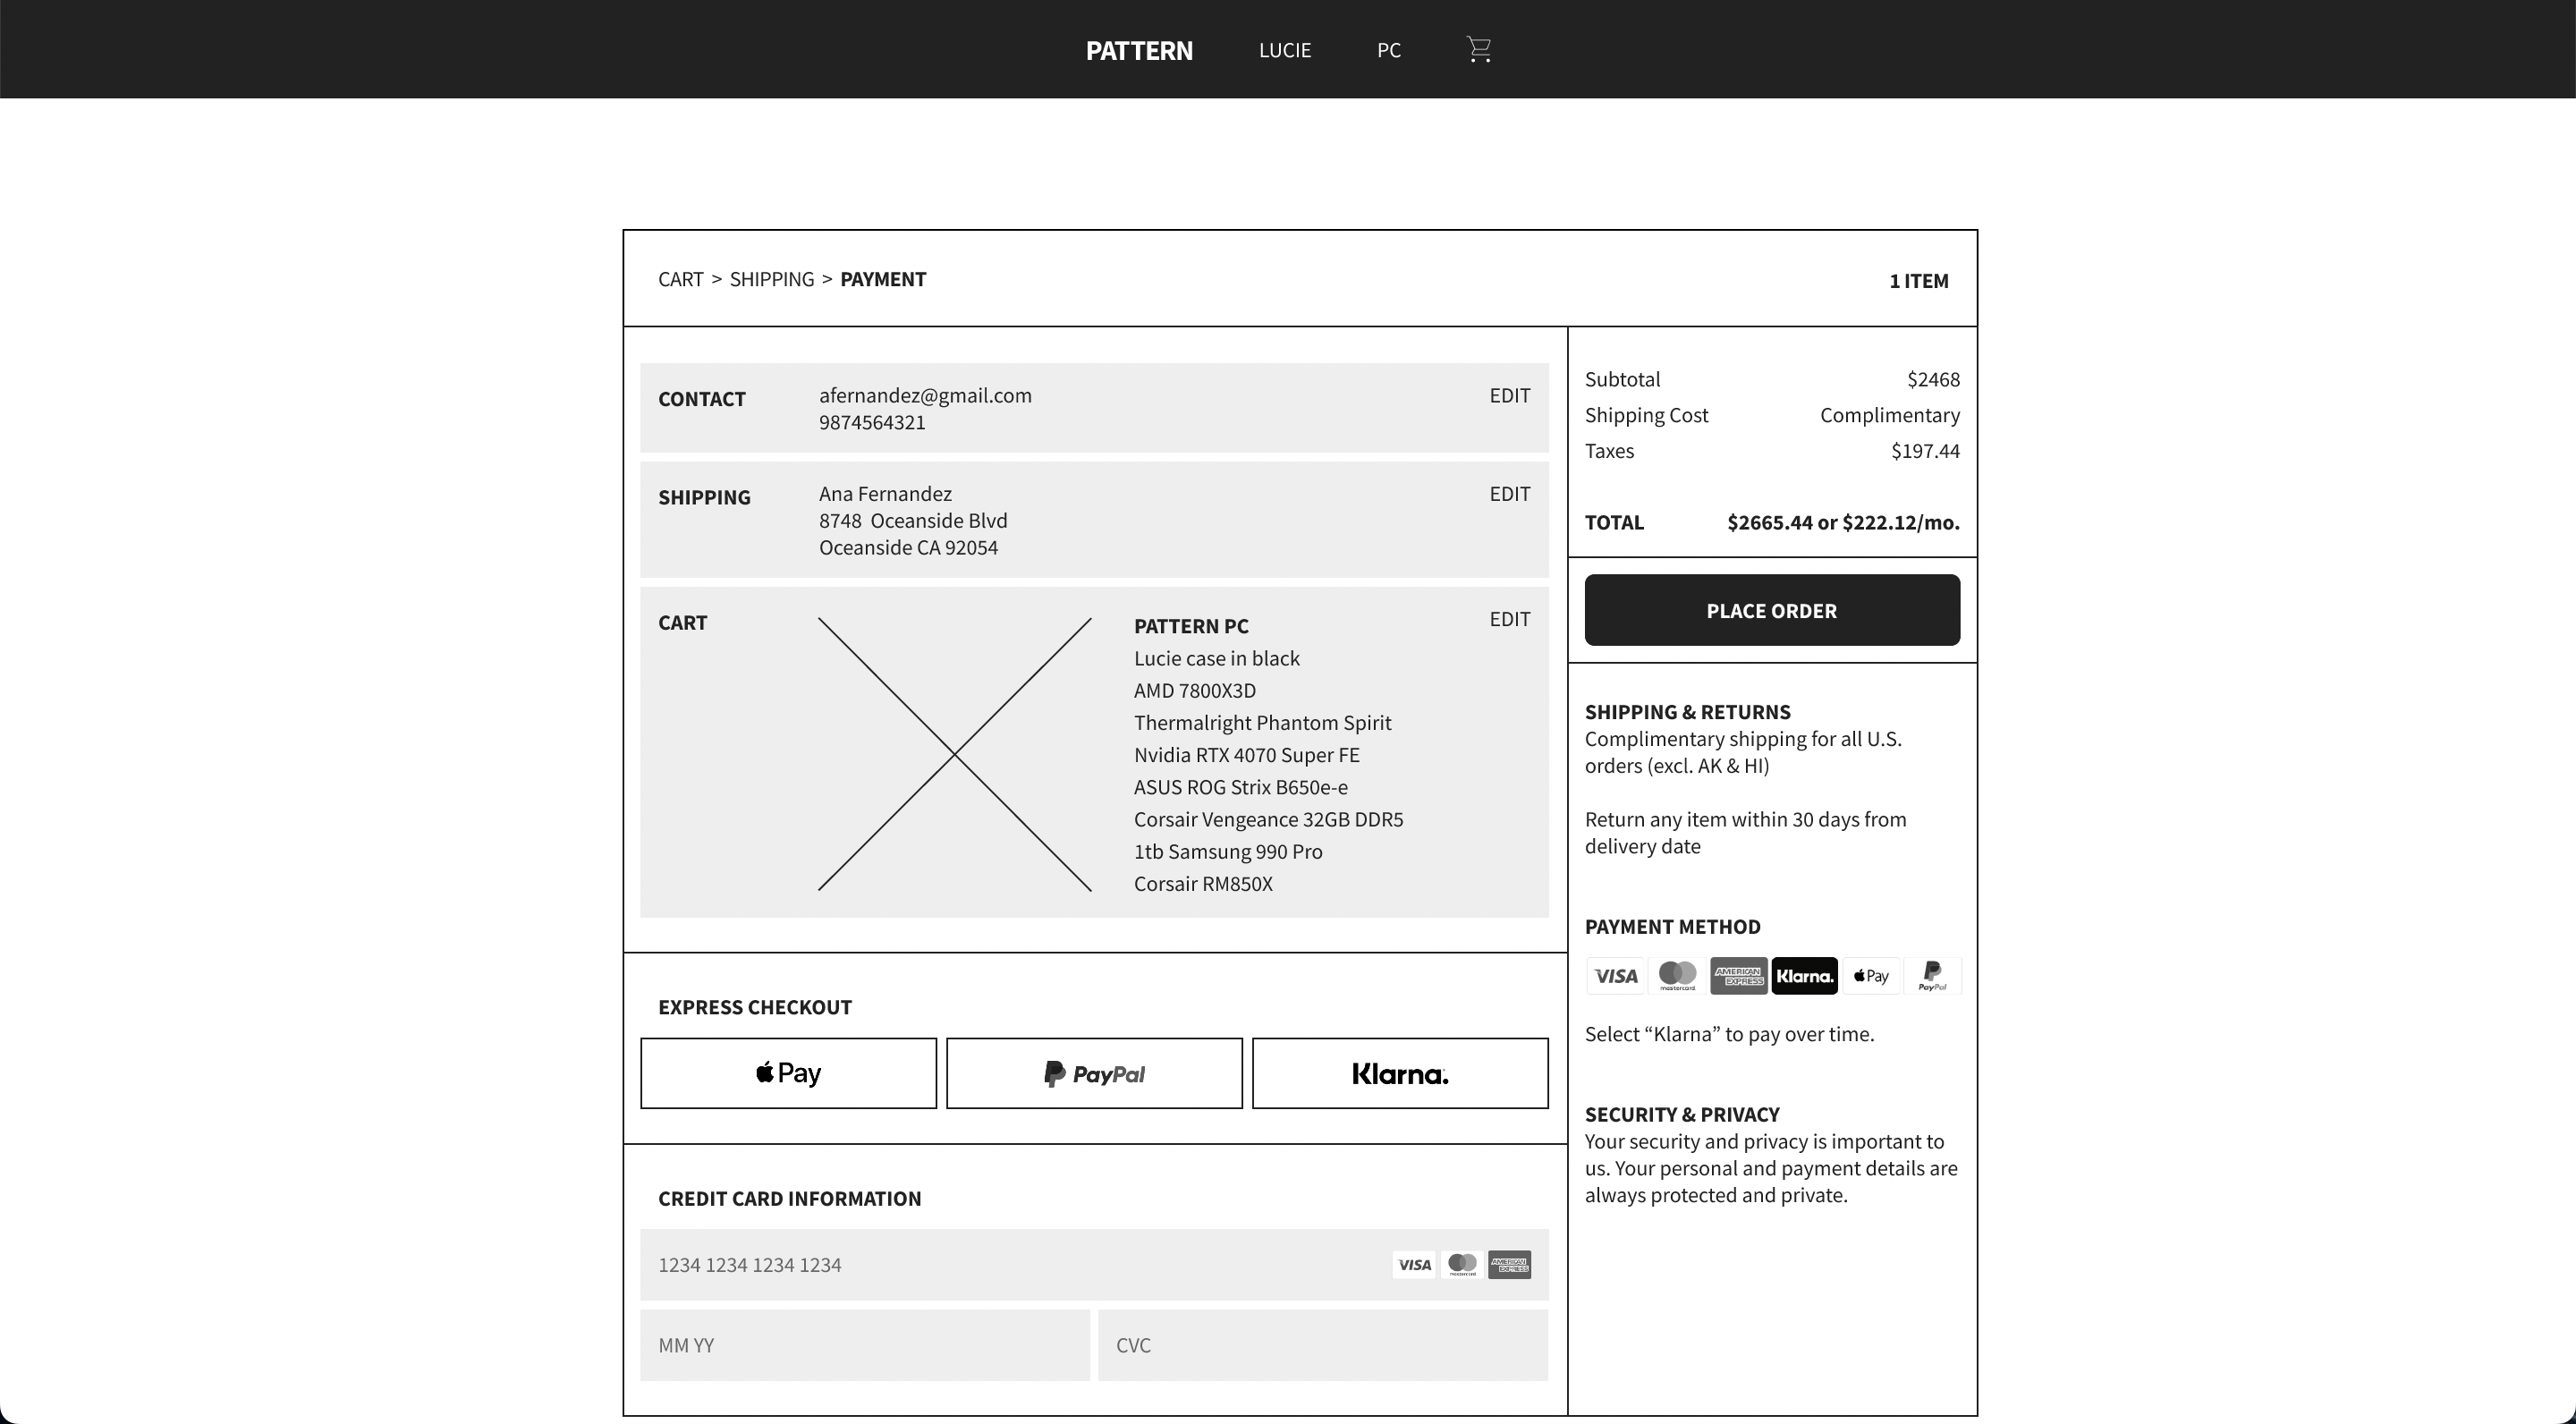 PATTERN LUCIE PC
CART > SHIPPING > PAYMENT
1 ITEM
CONTACT
afernandez@gmail.com
9874564321
EDIT
SHIPPING
Ana Fernandez
8748  Oceanside Blvd
Oceanside CA 92054
EDIT
CART
PATTERN PC
Lucie case in black
AMD 7800X3D
Thermalright Phantom Spirit
Nvidia RTX 4070 Super FE
ASUS ROG Strix B650e-e
Corsair Vengeance 32GB DDR5
1tb Samsung 990 Pro
Corsair RM850X
EDIT
EXPRESS CHECKOUT
Pay
PayPal
Klarna.
CREDIT CARD INFORMATION
1234 1234 1234 1234
VISA mastercard AMERICAN EXPRESS
MM YY
CVC
Subtotal $2468
Shipping Cost Complimentary
Taxes $197.44
TOTAL $2665.44 or $222.12/mo.
PLACE ORDER
SHIPPING & RETURNS
Complimentary shipping for all U.S.
orders (excl. AK & HI)
Return any item within 30 days from
delivery date
PAYMENT METHOD
VISA mastercard AMERICAN EXPRESS Klarna. Pay PayPal
Select “Klarna” to pay over time.
SECURITY & PRIVACY
Your security and privacy is important to
us. Your personal and payment details are
always protected and private.